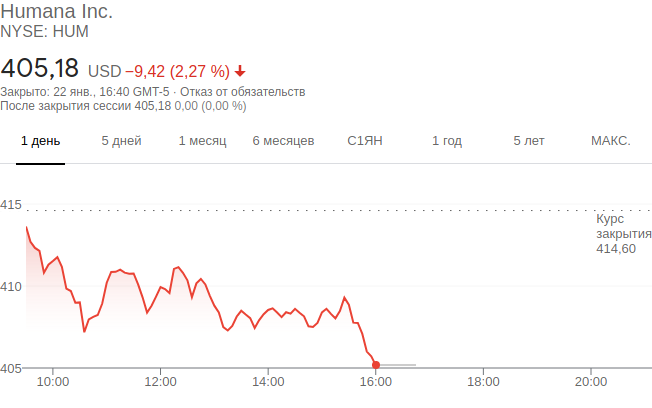 Humana Inc.
NYSE: HUM
405,18 USD −9,42 (2,27 %)
Закрыто: 22 янв., 16:40 GMT-5 · Отказ от обязательств
После закрытия сессии 405,18 0,00 (0,00 %)
1 день 5 дней 1 месяц 6 месяцев С1ЯН 1 год 5 лет МАКС.
415
Курс
закрытия
414,60
410
405
10:00 12:00 14:00 16:00 18:00 20:00